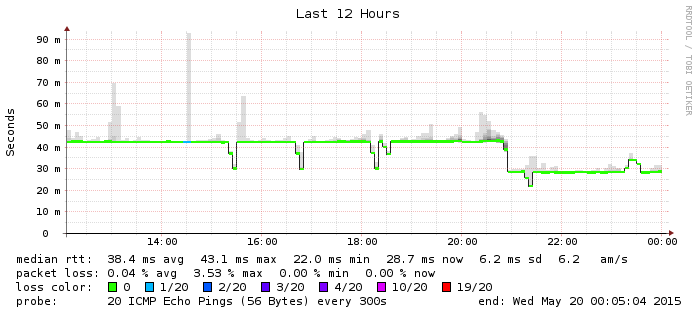 Last 12 Hours
RRDTOOL / TOBI OETIKER
Seconds
90 m
80 m
70 m
60 m
50 m
40 m
30 m
20 m
10 m
0
14:00 16:00 18:00 20:00 22:00 00:00
median rtt: 38.4 ms avg 43.1 ms max 22.0 ms min 28.7 ms now 6.2 ms sd 6.2 am/s
packet loss: 0.04 % avg 3.53 % max 0.00 % min 0.00 % now
loss color: 0 1/20 2/20 3/20 4/20 10/20 19/20
probe: 20 ICMP Echo Pings (56 Bytes) every 300s end: Wed May 20 00:05:04 2015